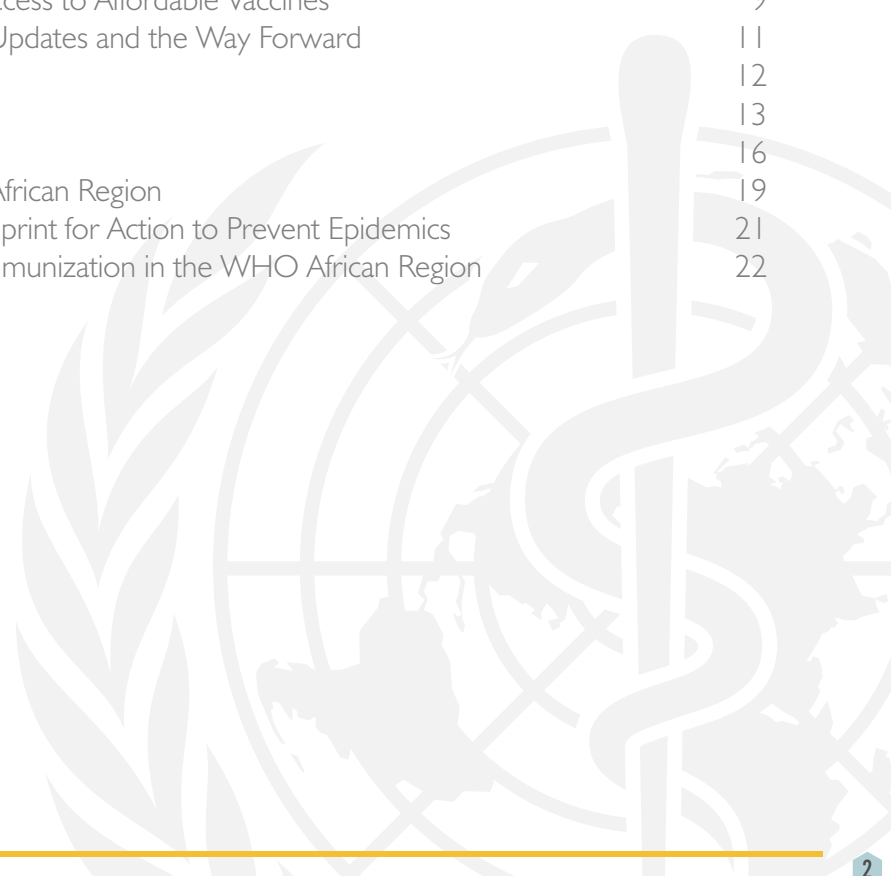 to Affordable Vaccines 9
Updates and the Way Forward 11
12
13
16
African Region 19
print for Action to Prevent Epidemics 21
munization in the WHO African Region 22
2